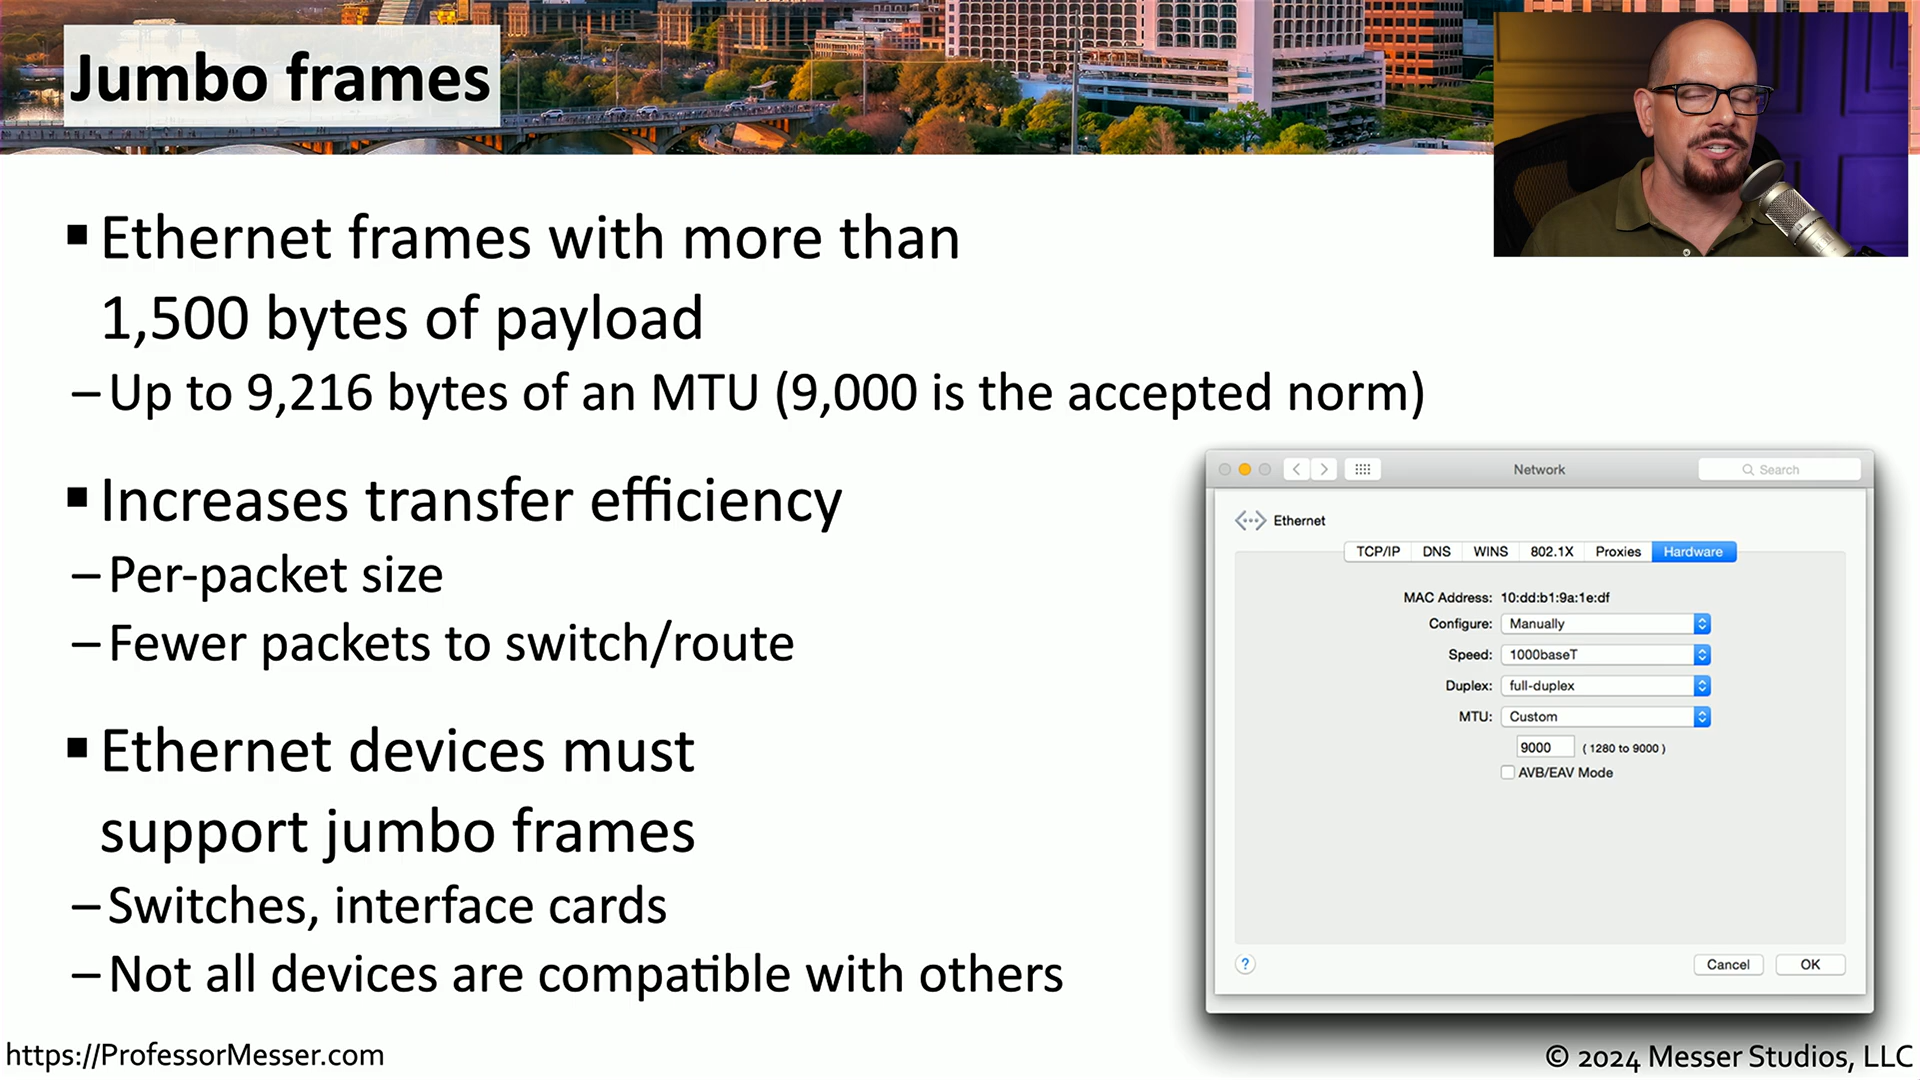 Jumbo frames
▪ Ethernet frames with more than
1,500 bytes of payload
– Up to 9,216 bytes of an MTU (9,000 is the accepted norm)
▪ Increases transfer efficiency
– Per-packet size
– Fewer packets to switch/route
▪ Ethernet devices must
support jumbo frames
– Switches, interface cards
– Not all devices are compatible with others
Network
Search
Ethernet
TCP/IP DNS WINS 802.1X Proxies Hardware
MAC Address: 10:dd:b1:9a:1e:df
Configure: Manually
Speed: 1000baseT
Duplex: full-duplex
MTU: Custom
9000 ( 1280 to 9000 )
AVB/EAV Mode
? Cancel OK
https://ProfessorMesser.com
© 2024 Messer Studios, LLC